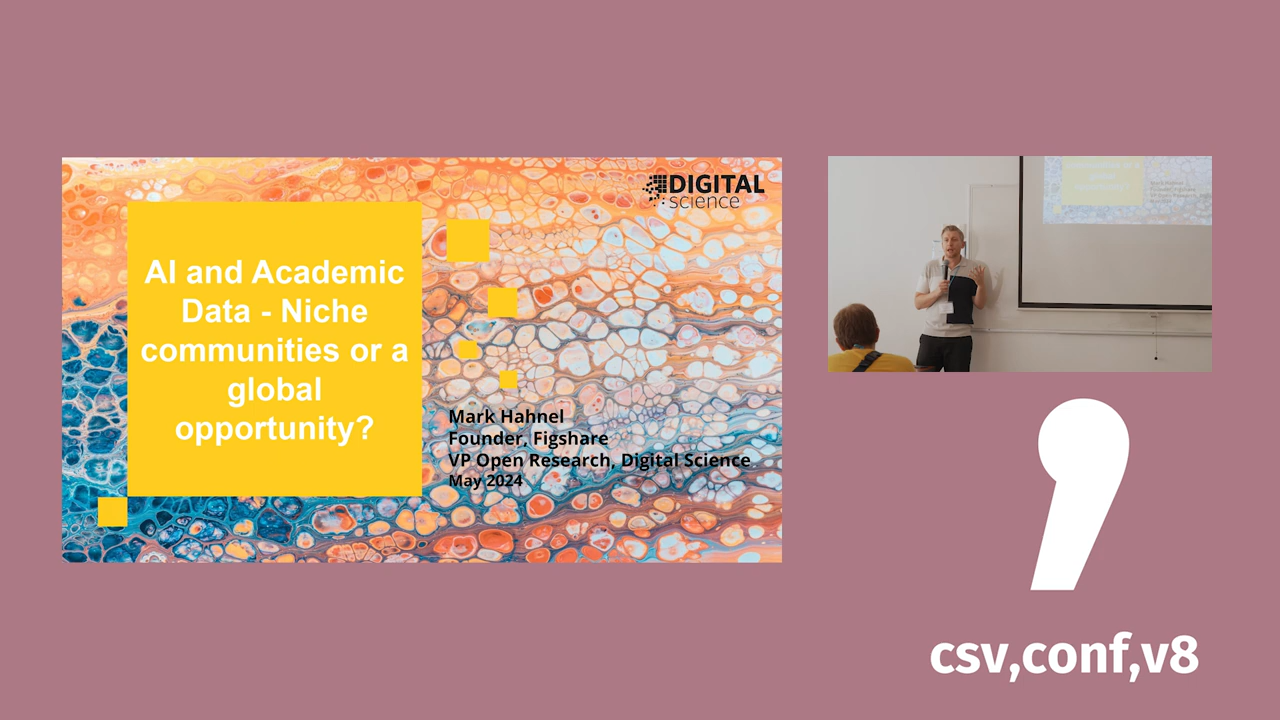 DIGITAL
science
AI and Academic
Data - Niche
communities or a
global
opportunity?
Mark Hahnel
Founder, Figshare
VP Open Research, Digital Science
May 2024
csv,conf,v8